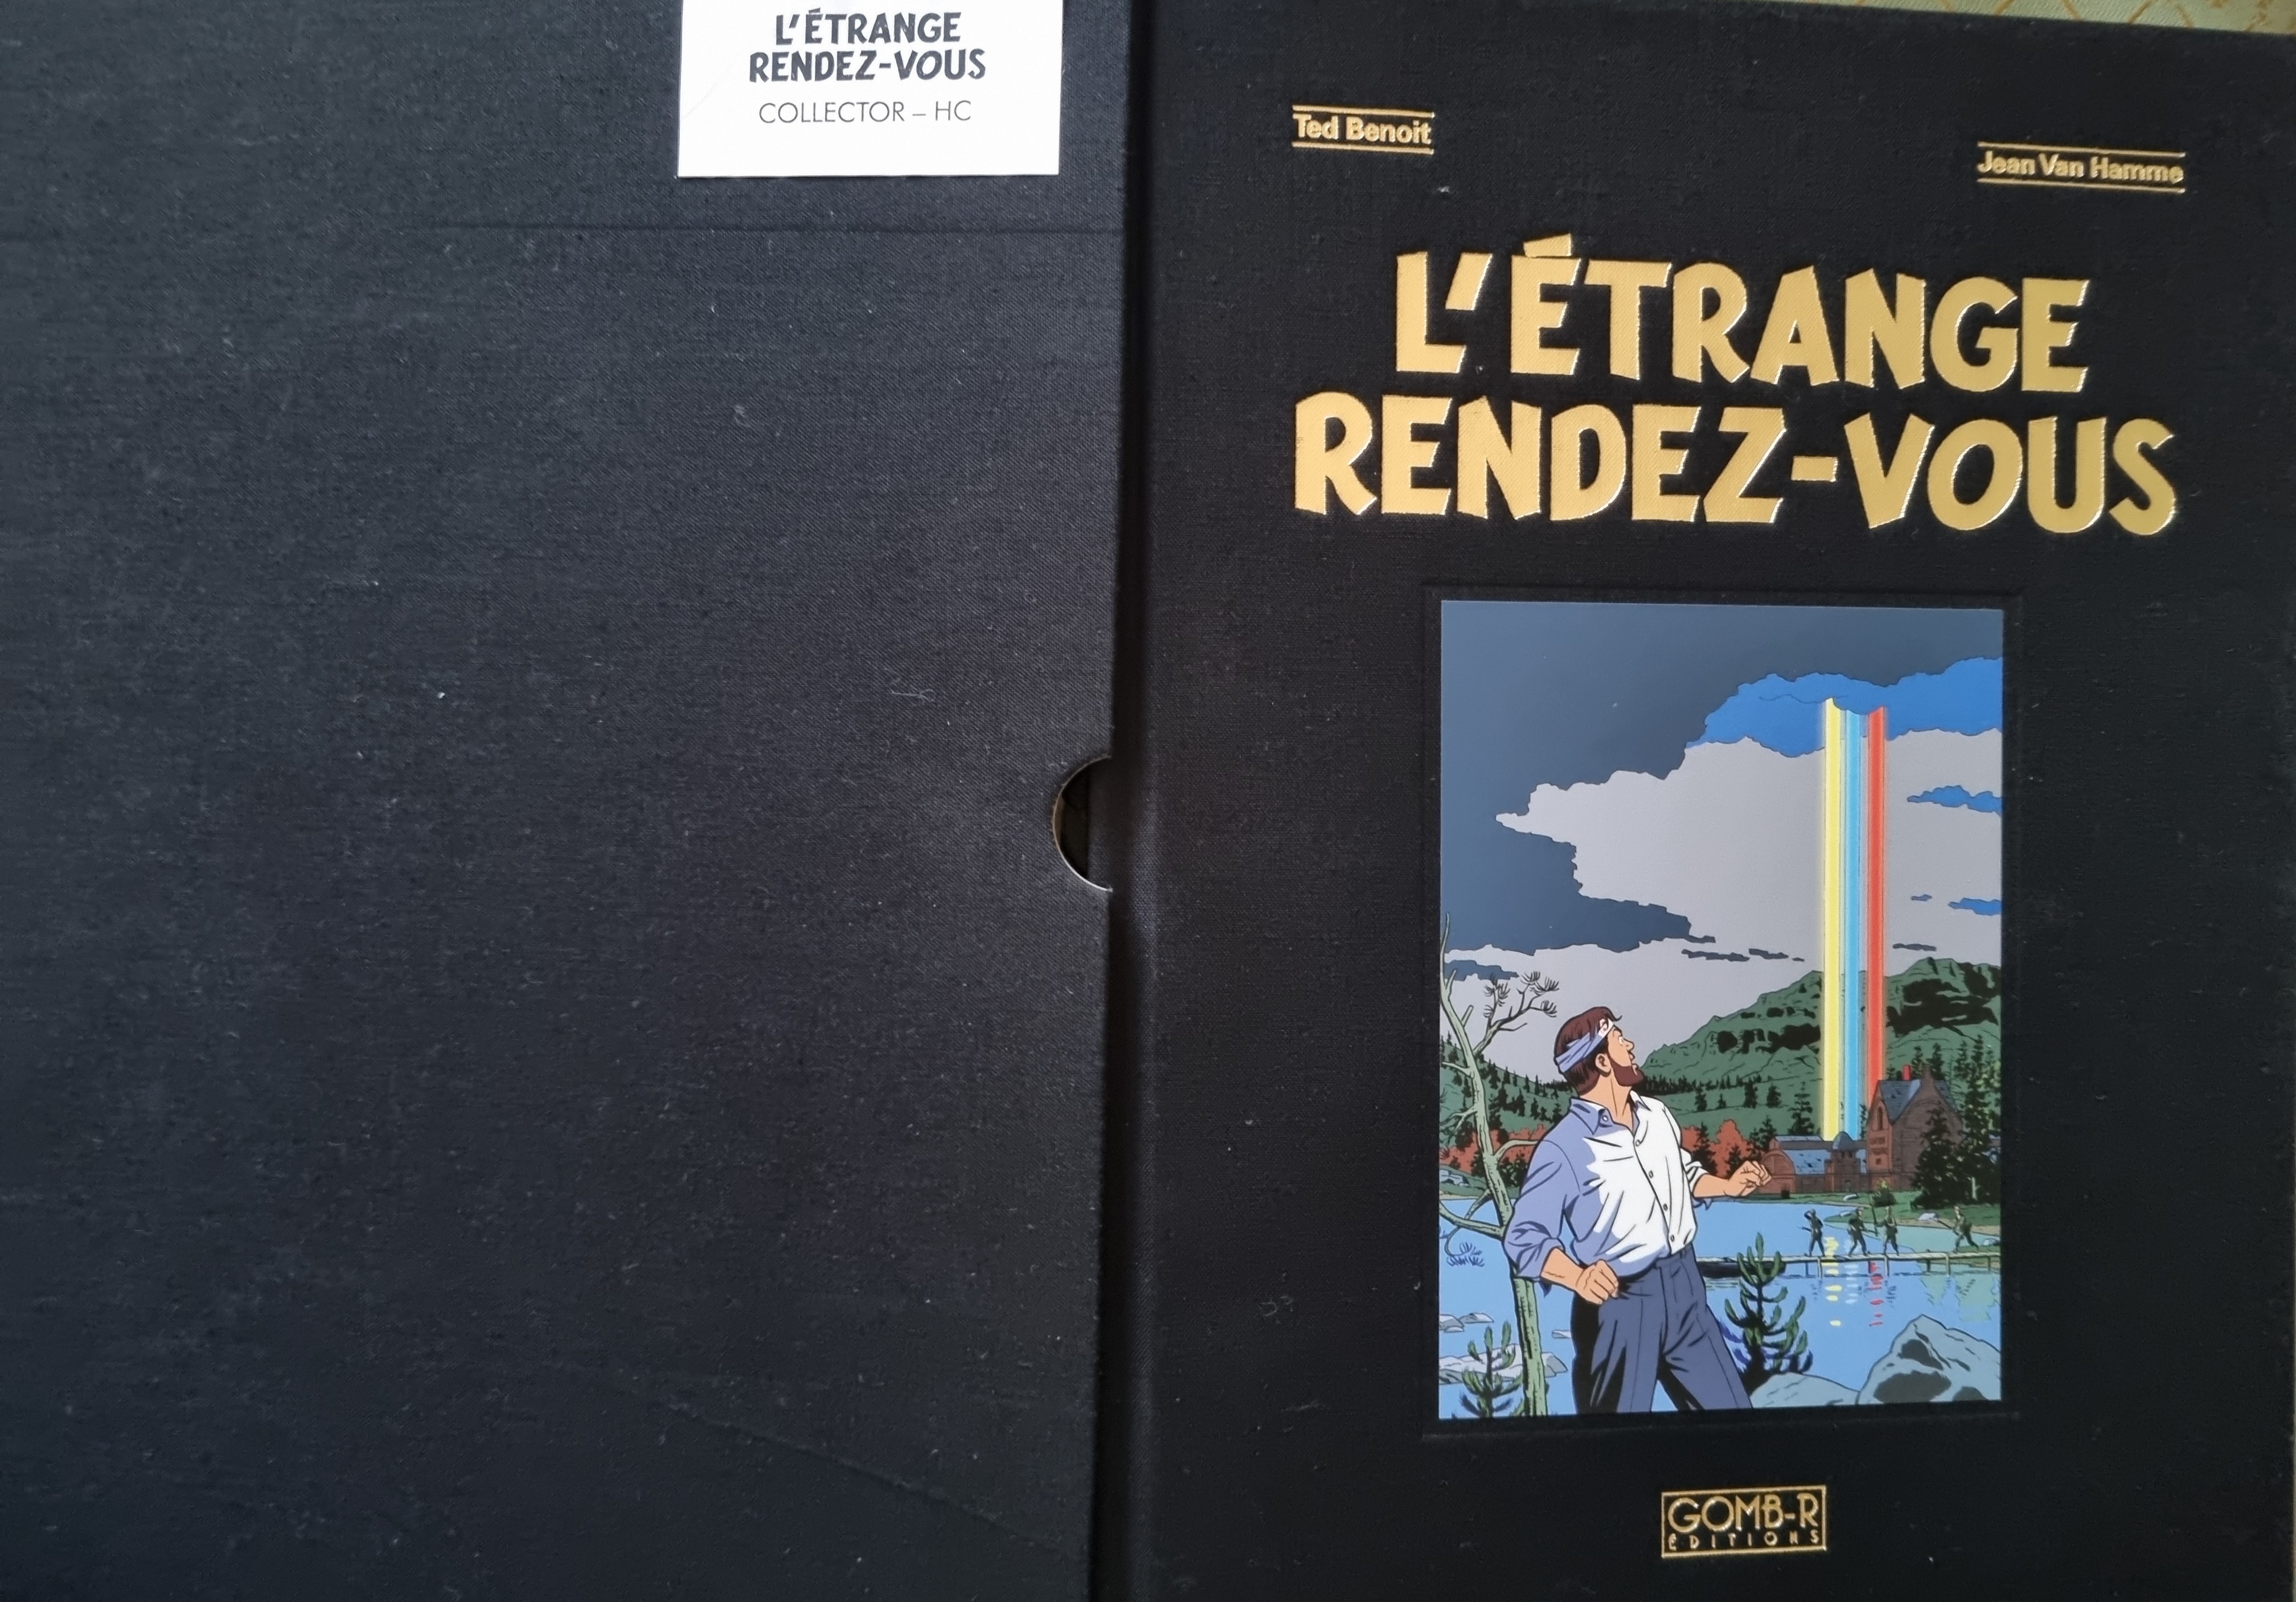 L'ÉTRANGE
RENDEZ-VOUS
COLLECTOR – HC
Ted Benoit
Jean Van Hamme
L'ÉTRANGE
RENDEZ-VOUS
GOMB-R
ÉDITIONS